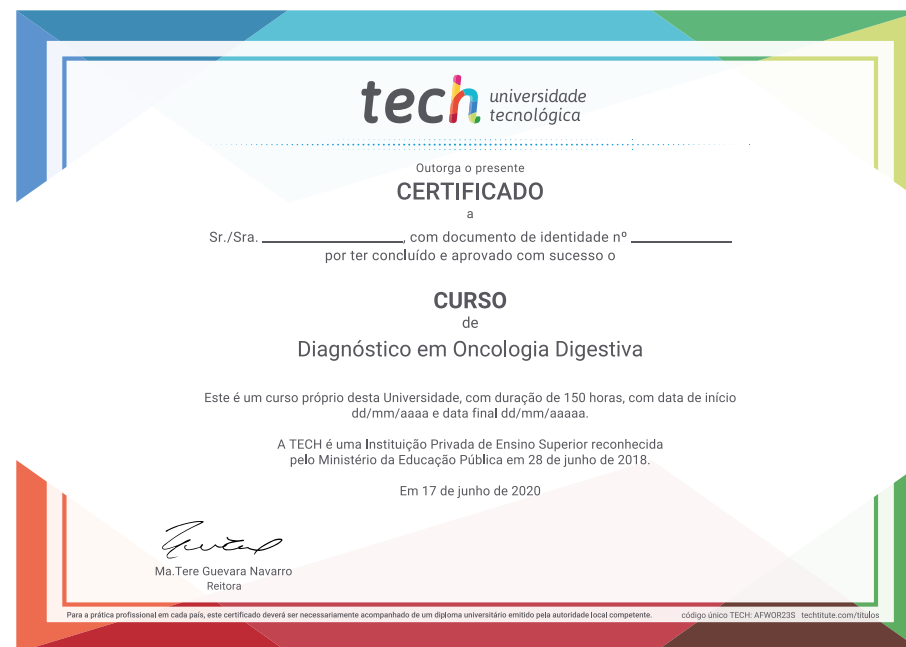 tech universidade
tecnológica
Outorga o presente
CERTIFICADO
a
Sr./Sra. ____________________, com documento de identidade nº ______________
por ter concluído e aprovado com sucesso o
CURSO
de
Diagnóstico em Oncologia Digestiva
Este é um curso próprio desta Universidade, com duração de 150 horas, com data de início
dd/mm/aaaa e data final dd/mm/aaaaa.
A TECH é uma Instituição Privada de Ensino Superior reconhecida
pelo Ministério da Educação Pública em 28 de junho de 2018.
Em 17 de junho de 2020
Ma.Tere Guevara Navarro
Reitora
Para a prática profissional em cada país, este certificado deverá ser necessariamente acompanhado de um diploma universitário emitido pela autoridade local competente. código único TECH: AFWOR23S techtitute.com/titulos